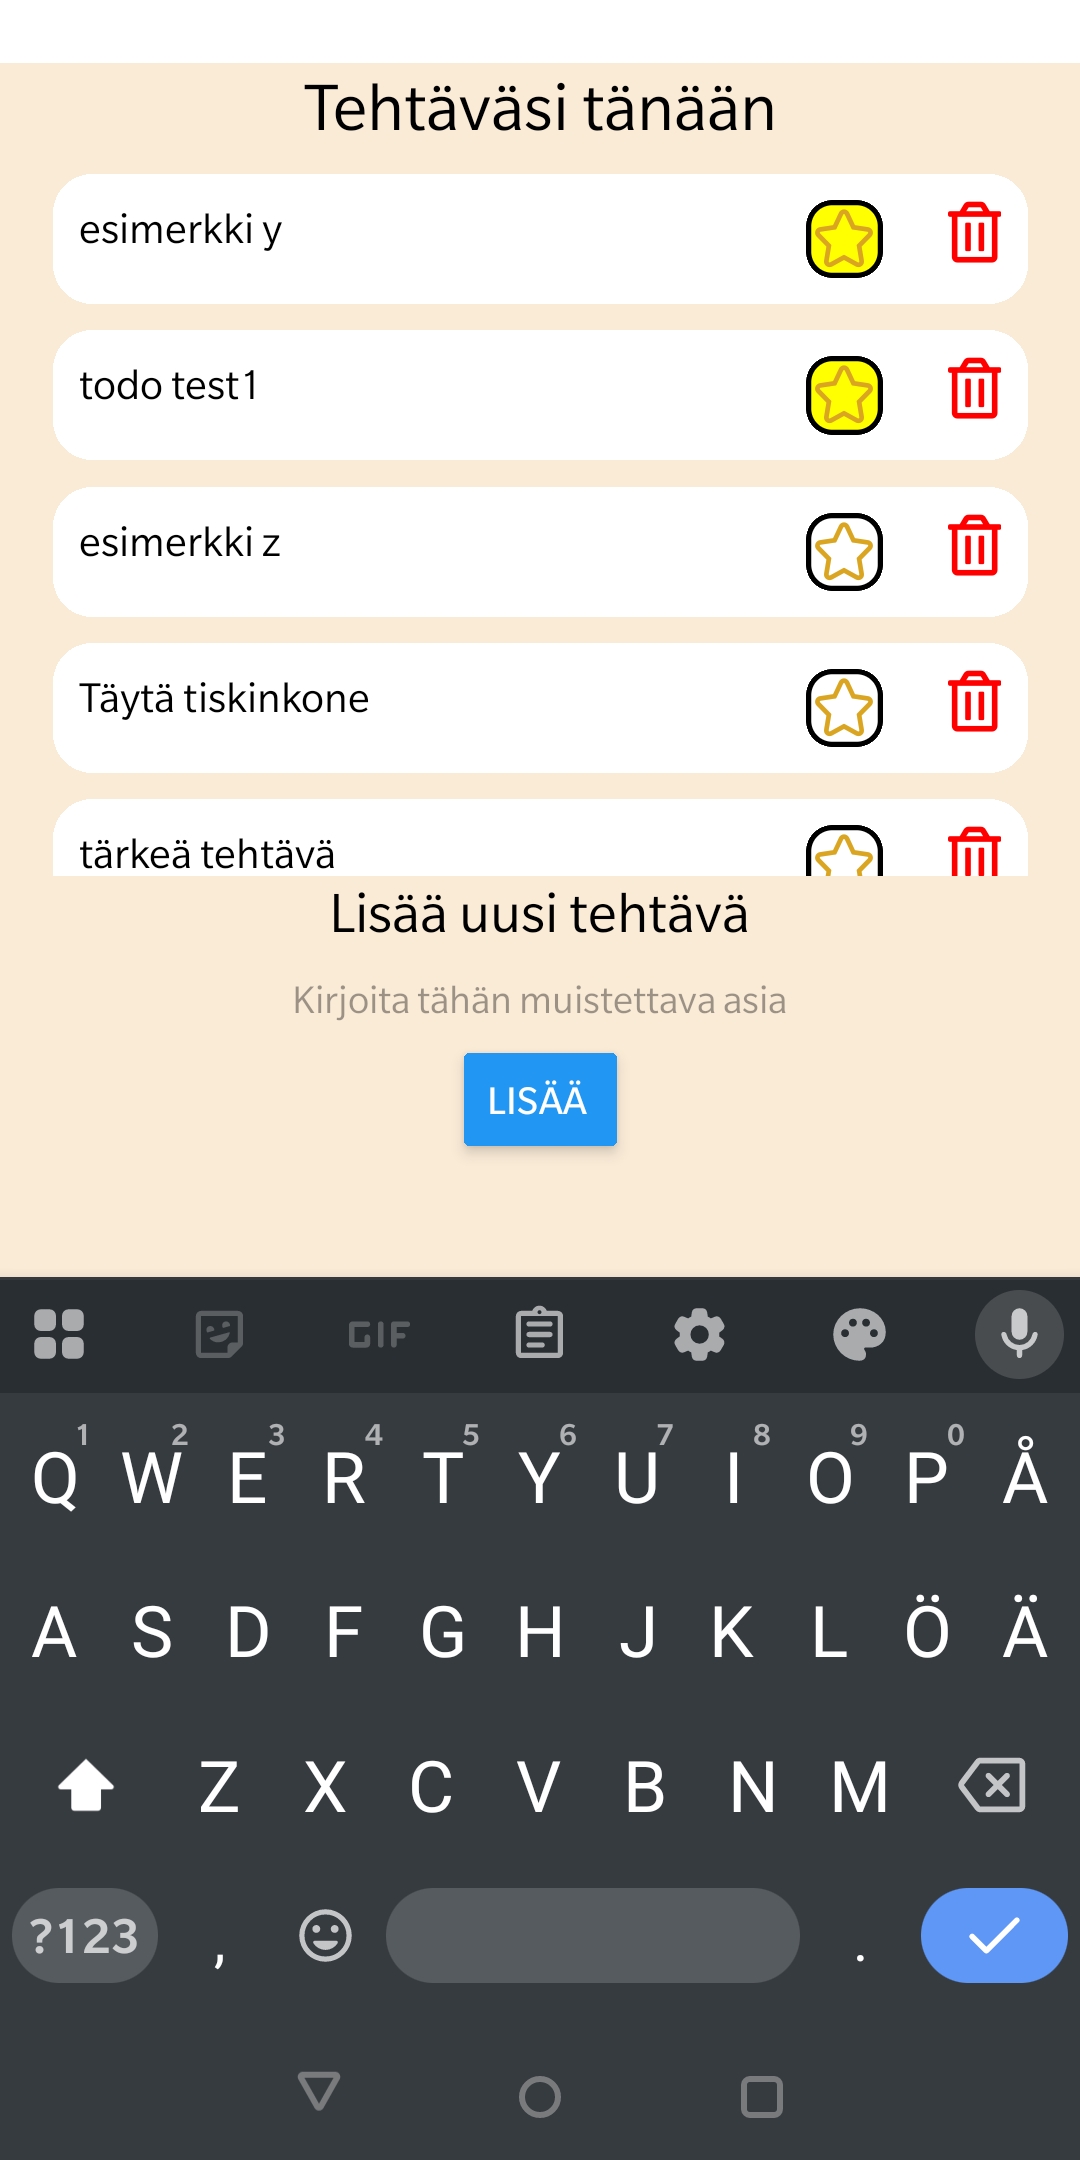 Tehtäväsi tänään
esimerkki y
todo test1
esimerkki z
Täytä tiskinkone
tärkeä tehtävä
Lisää uusi tehtävä
Kirjoita tähän muistettava asia
LISÄÄ
GIF
1 2 3 4 5 6 7 8 9 0
Q W E R T Y U I O P Å
A S D F G H J K L Ö Ä
Z X C V B N M
?123 , .